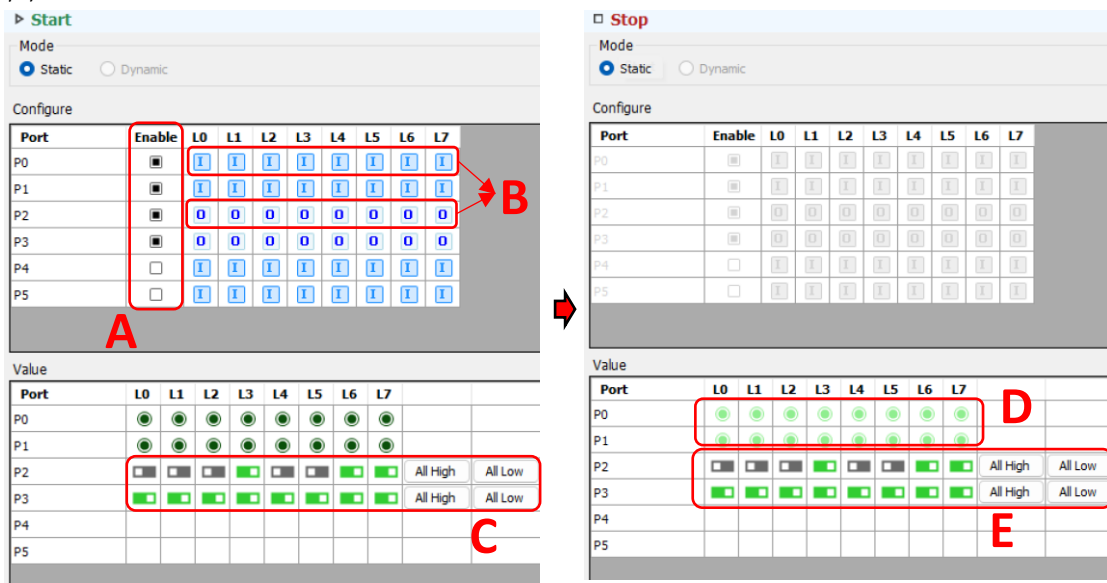 Start
Mode
Static Dynamic
Configure
Port Enable L0 L1 L2 L3 L4 L5 L6 L7
P0 I I I I I I I I
P1 I I I I I I I I
P2 O O O O O O O O
P3 O O O O O O O O
P4 I I I I I I I I
P5 I I I I I I I I
A
B
Value
Port L0 L1 L2 L3 L4 L5 L6 L7
P0
P1
P2 All High All Low
P3 All High All Low
P4
P5
C
Stop
Mode
Static Dynamic
Configure
Port Enable L0 L1 L2 L3 L4 L5 L6 L7
P0 I I I I I I I I
P1 I I I I I I I I
P2 O O O O O O O O
P3 O O O O O O O O
P4 I I I I I I I I
P5 I I I I I I I I
Value
Port L0 L1 L2 L3 L4 L5 L6 L7
P0
P1
D
P2 All High All Low
P3 All High All Low
P4
P5
E